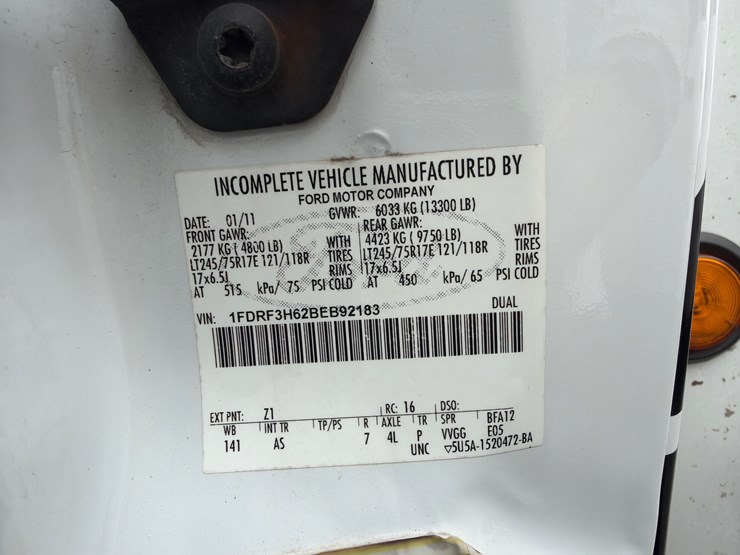 INCOMPLETE VEHICLE MANUFACTURED BY
FORD MOTOR COMPANY
DATE: 01/11 GVWR: 6033 KG (13300 LB)
FRONT GAWR: REAR GAWR:
2177 KG (4800 LB) WITH 4423 KG (9750 LB) WITH
LT245/75R17E 121/118R TIRES LT245/75R17E 121/118R TIRES
17x6.5J RIMS 17x6.5J RIMS
AT 515 kPa/ 75 PSI COLD AT 450 kPa/ 65 PSI COLD
VIN: 1FDRF3H62BEB92183 DUAL
EXT PNT: Z1 RC: 16 DSO:
WB INT TR TP/PS R AXLE TR SPR BFA12
141 AS 7 4L P VVGG E05
UNC ▽5U5A-1520472-BA